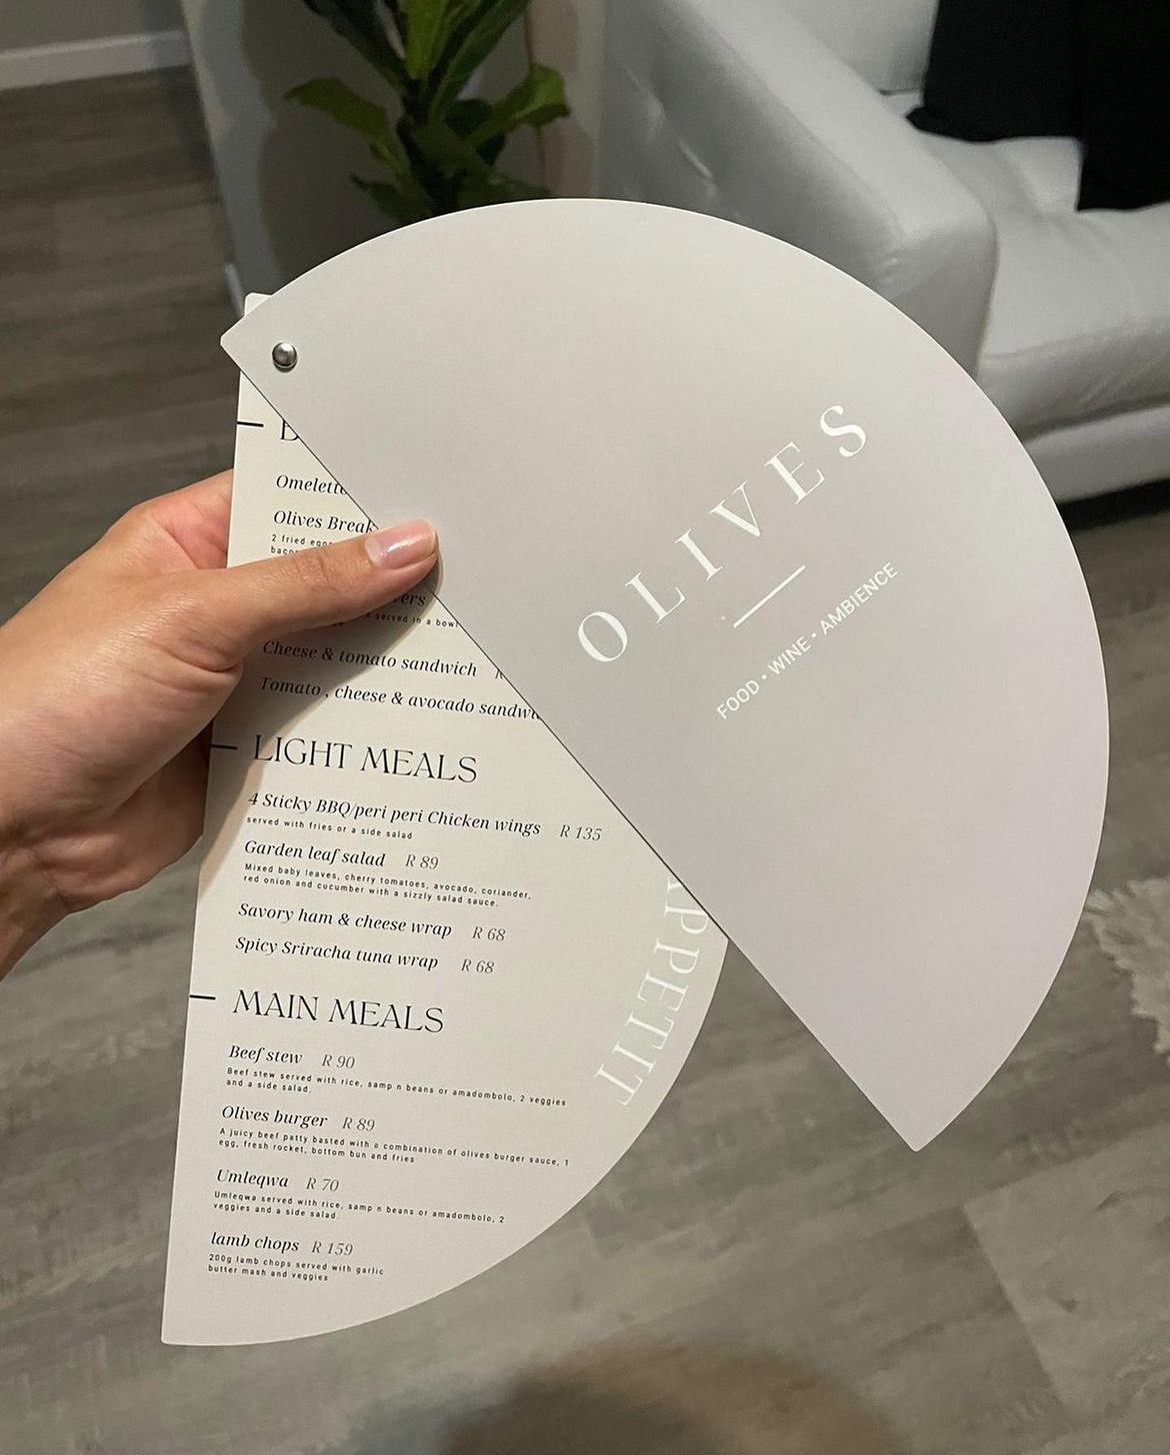 OLIVES
FOOD • WINE • AMBIENCE
Omelette
Olives
2 fried
served in a bowl
Cheese & tomato sandwich
Tomato , cheese & avocado
LIGHT MEALS
4 Sticky BBQ/peri peri Chicken wings R 135
served with fries or a side salad
Garden leaf salad R 89
Mixed baby leaves, cherry tomatoes, avocado, coriander,
red onion and cucumber with a sizzly salad sauce.
Savory ham & cheese wrap R 68
Spicy Sriracha tuna wrap R 68
MAIN MEALS
Beef stew R 90
Beef stew served with rice, samp n beans or amadombolo, 2 veggies
and a side salad.
Olives burger R 89
A juicy beef patty basted with a combination of olives burger sauce, 1
egg, fresh rocket, bottom bun and fries
Umleqwa R 70
Umleqwa served with rice, samp n beans or amadombolo, 2
veggies and a side salad.
lamb chops R 159
200g lamb chops served with garlic
butter mash and veggies
APPETIT